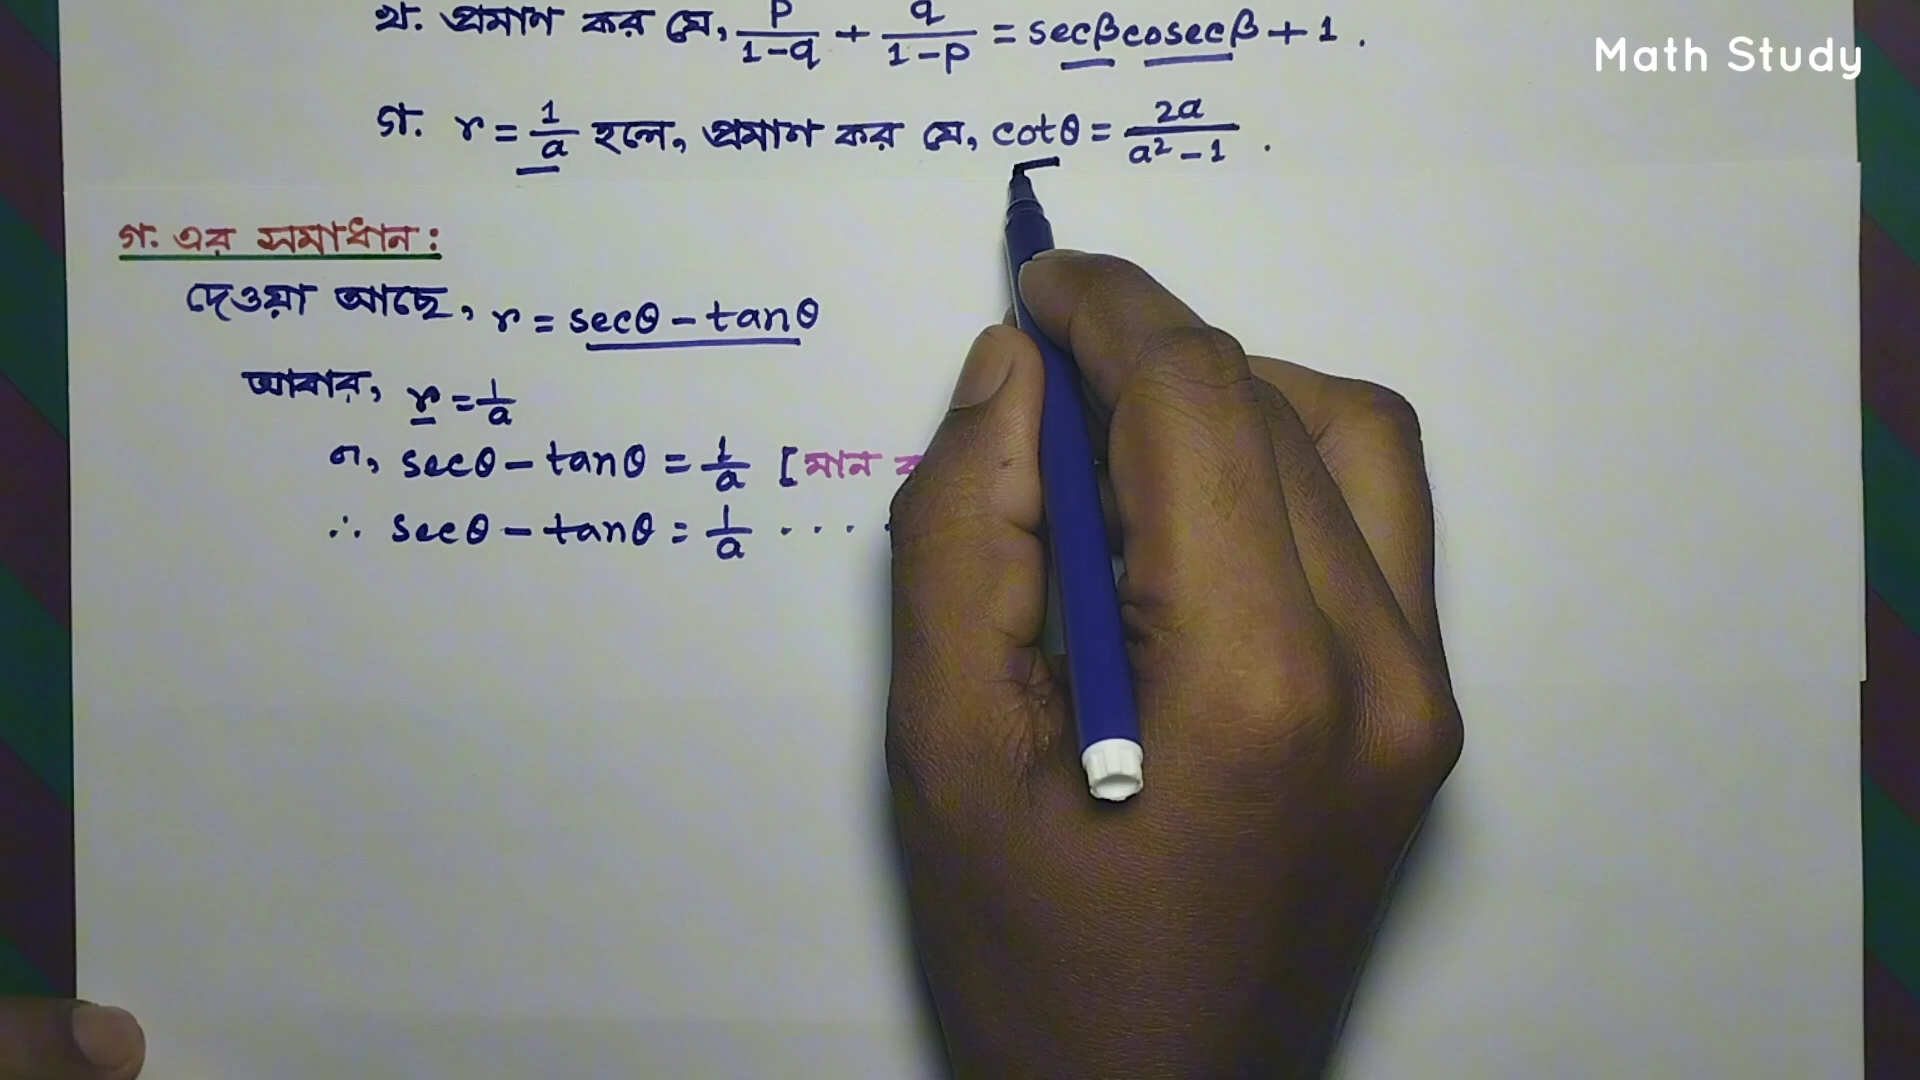 খ. প্রমাণ কর যে, p/1-q + q/1-p = secβcosecβ+1 .
Math Study
গ. r = 1/a হলে, প্রমাণ কর যে, cotθ = 2a/a²-1 .
গ. এর সমাধান:
দেওয়া আছে, r = secθ - tanθ
আবার, r = 1/a
বা, secθ - tanθ = 1/a [মান
∴ secθ - tanθ = 1/a ...